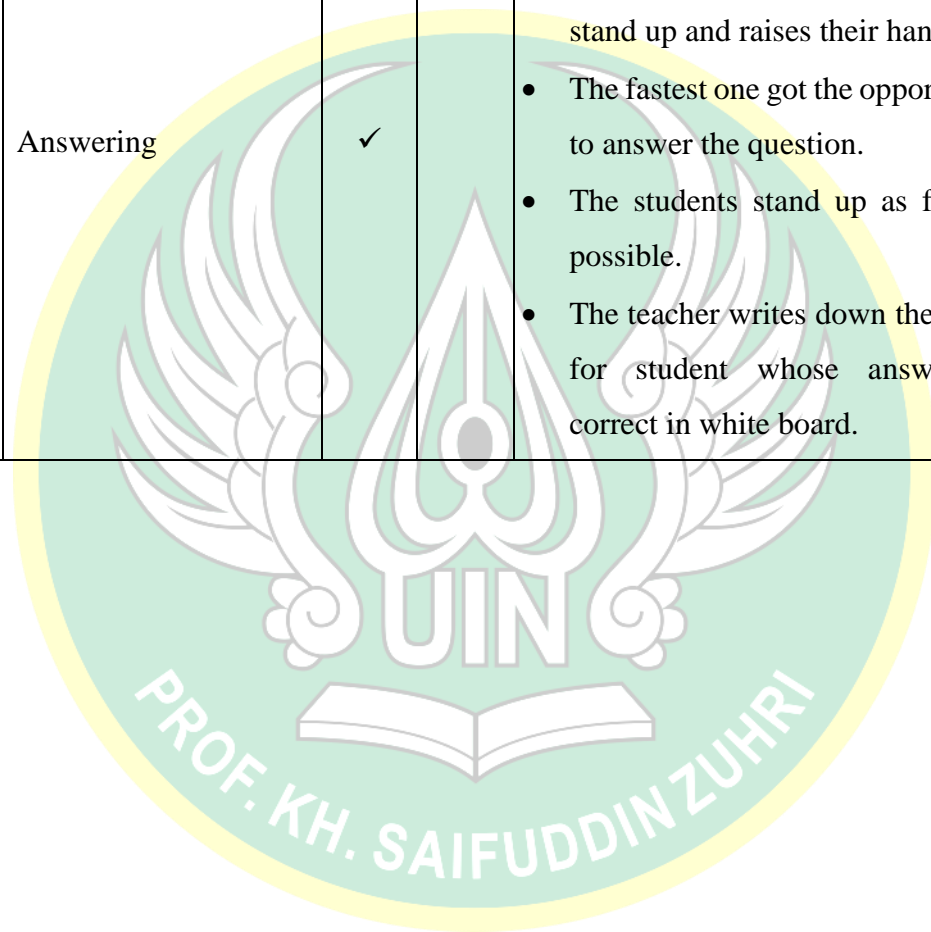 stand up and raises their han
• The fastest one got the oppor
Answering ✓ to answer the question.
• The students stand up as f
possible.
• The teacher writes down the
for student whose answ
correct in white board.
UIN
PROF. KH. SAIFUDDIN ZUHRI